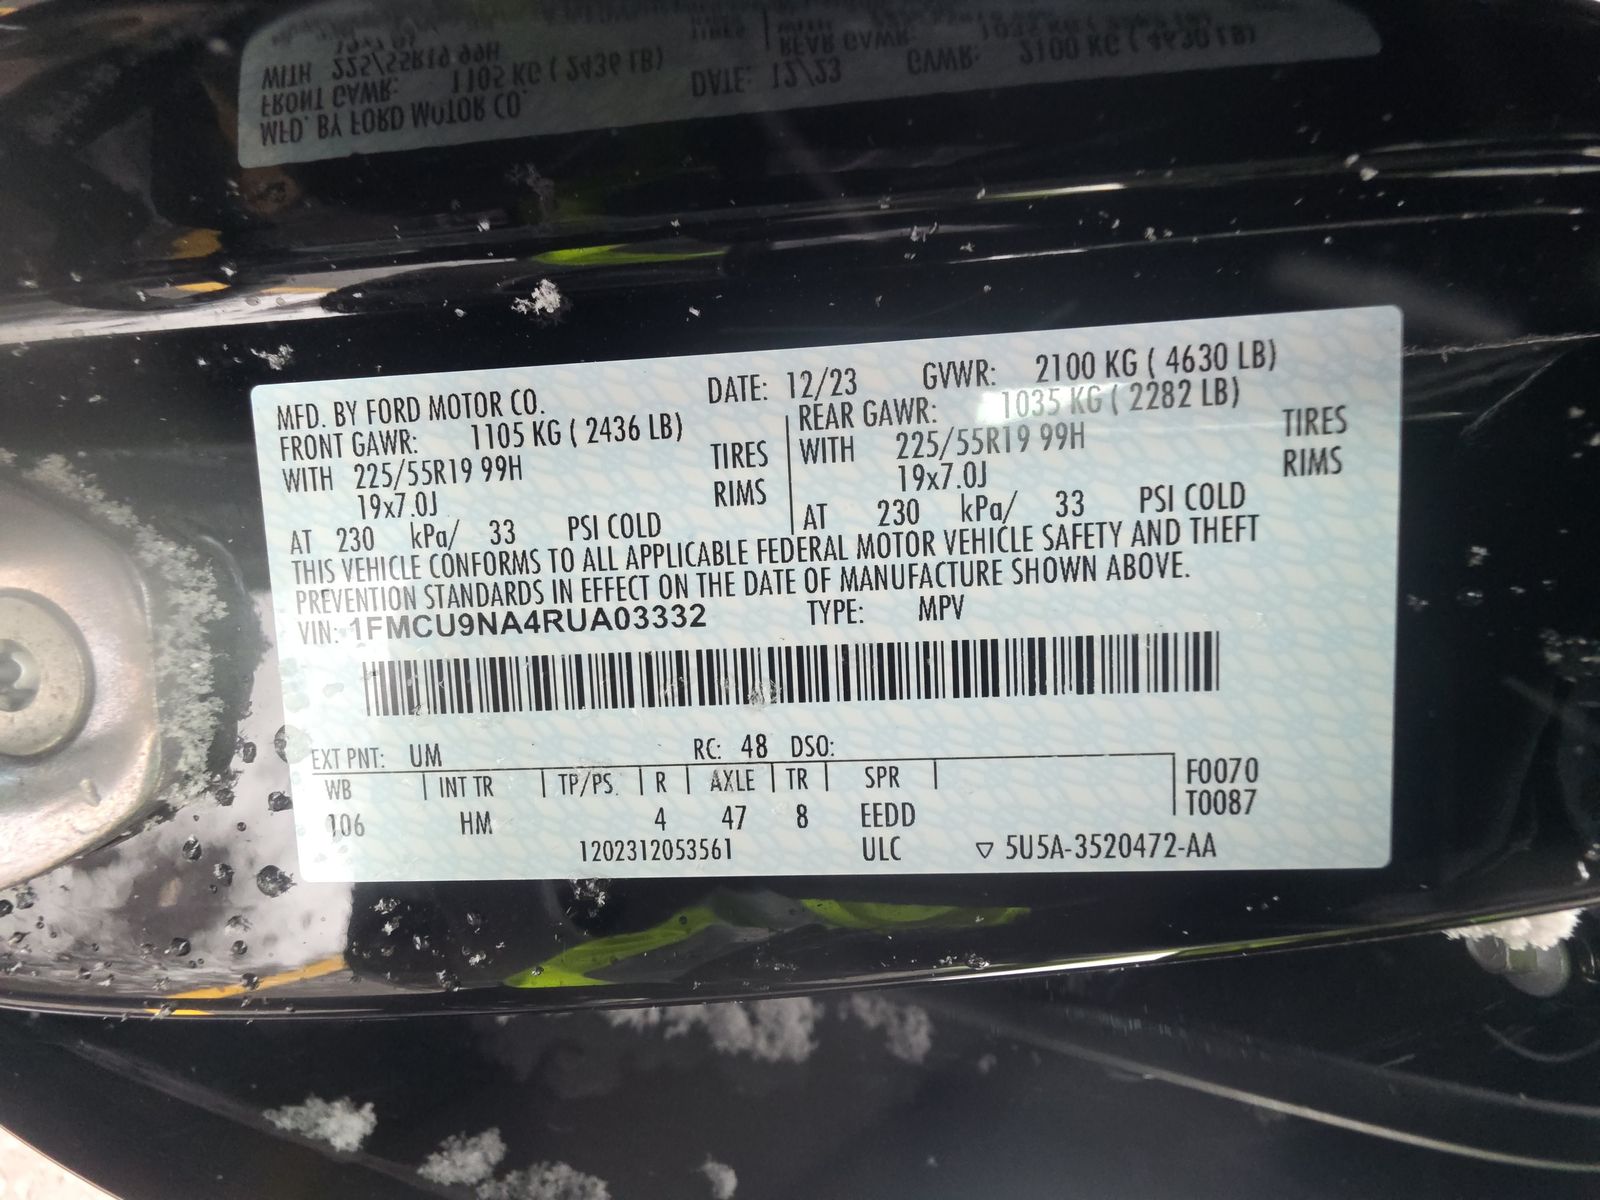 MFD. BY FORD MOTOR CO. DATE: 12/23 GVWR: 2100 KG ( 4630 LB)
FRONT GAWR: 1105 KG ( 2436 LB) REAR GAWR: 1035 KG ( 2282 LB)
WITH 225/55R19 99H TIRES WITH 225/55R19 99H TIRES
19x7.0J RIMS 19x7.0J RIMS
AT 230 kPa/ 33 PSI COLD AT 230 kPa/ 33 PSI COLD
THIS VEHICLE CONFORMS TO ALL APPLICABLE FEDERAL MOTOR VEHICLE SAFETY AND THEFT
PREVENTION STANDARDS IN EFFECT ON THE DATE OF MANUFACTURE SHOWN ABOVE.
VIN: 1FMCU9NA4RUA03332 TYPE: MPV
EXT PNT: UM RC: 48 DSO:
WB INT TR TP/PS. R AXLE TR SPR F0070
106 HM 4 47 8 EEDD T0087
1202312053561 ULC ▽ 5U5A-3520472-AA